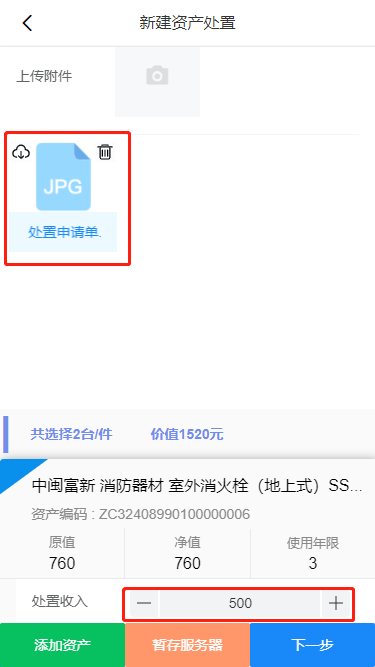 新建资产处置
上传附件
JPG
处置申请单.
共选择2台/件 价值1520元
中闽富新 消防器材 室外消火栓（地上式）SS...
资产编码 : ZC32408990100000006
原值 净值 使用年限
760 760 3
处置收入 500
添加资产 暂存服务器 下一步